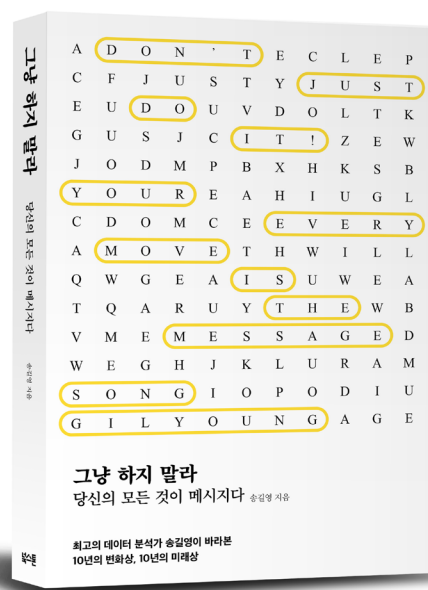 그냥 하지 말라
당신의 모든 것이 메시지다
송길영 지음
북스톤
A D O N ' T E C L E P
C F J U S T Y J U S T
E U D O U V D O L T K
G U S J C I T ! Z E W
J O D M P B X H K S B
Y O U R E A H I U G L
C D O M C E E V E R Y
A M O V E T H W I L L
Q W G E A I S U W E A
T Q A R U Y T H E W B
V M E M E S S A G E D
W E G H J K L U R A M
S O N G I O P O D I U
G I L Y O U N G A G E
그냥 하지 말라
당신의 모든 것이 메시지다 송길영 지음
최고의 데이터 분석가 송길영이 바라본
10년의 변화상, 10년의 미래상